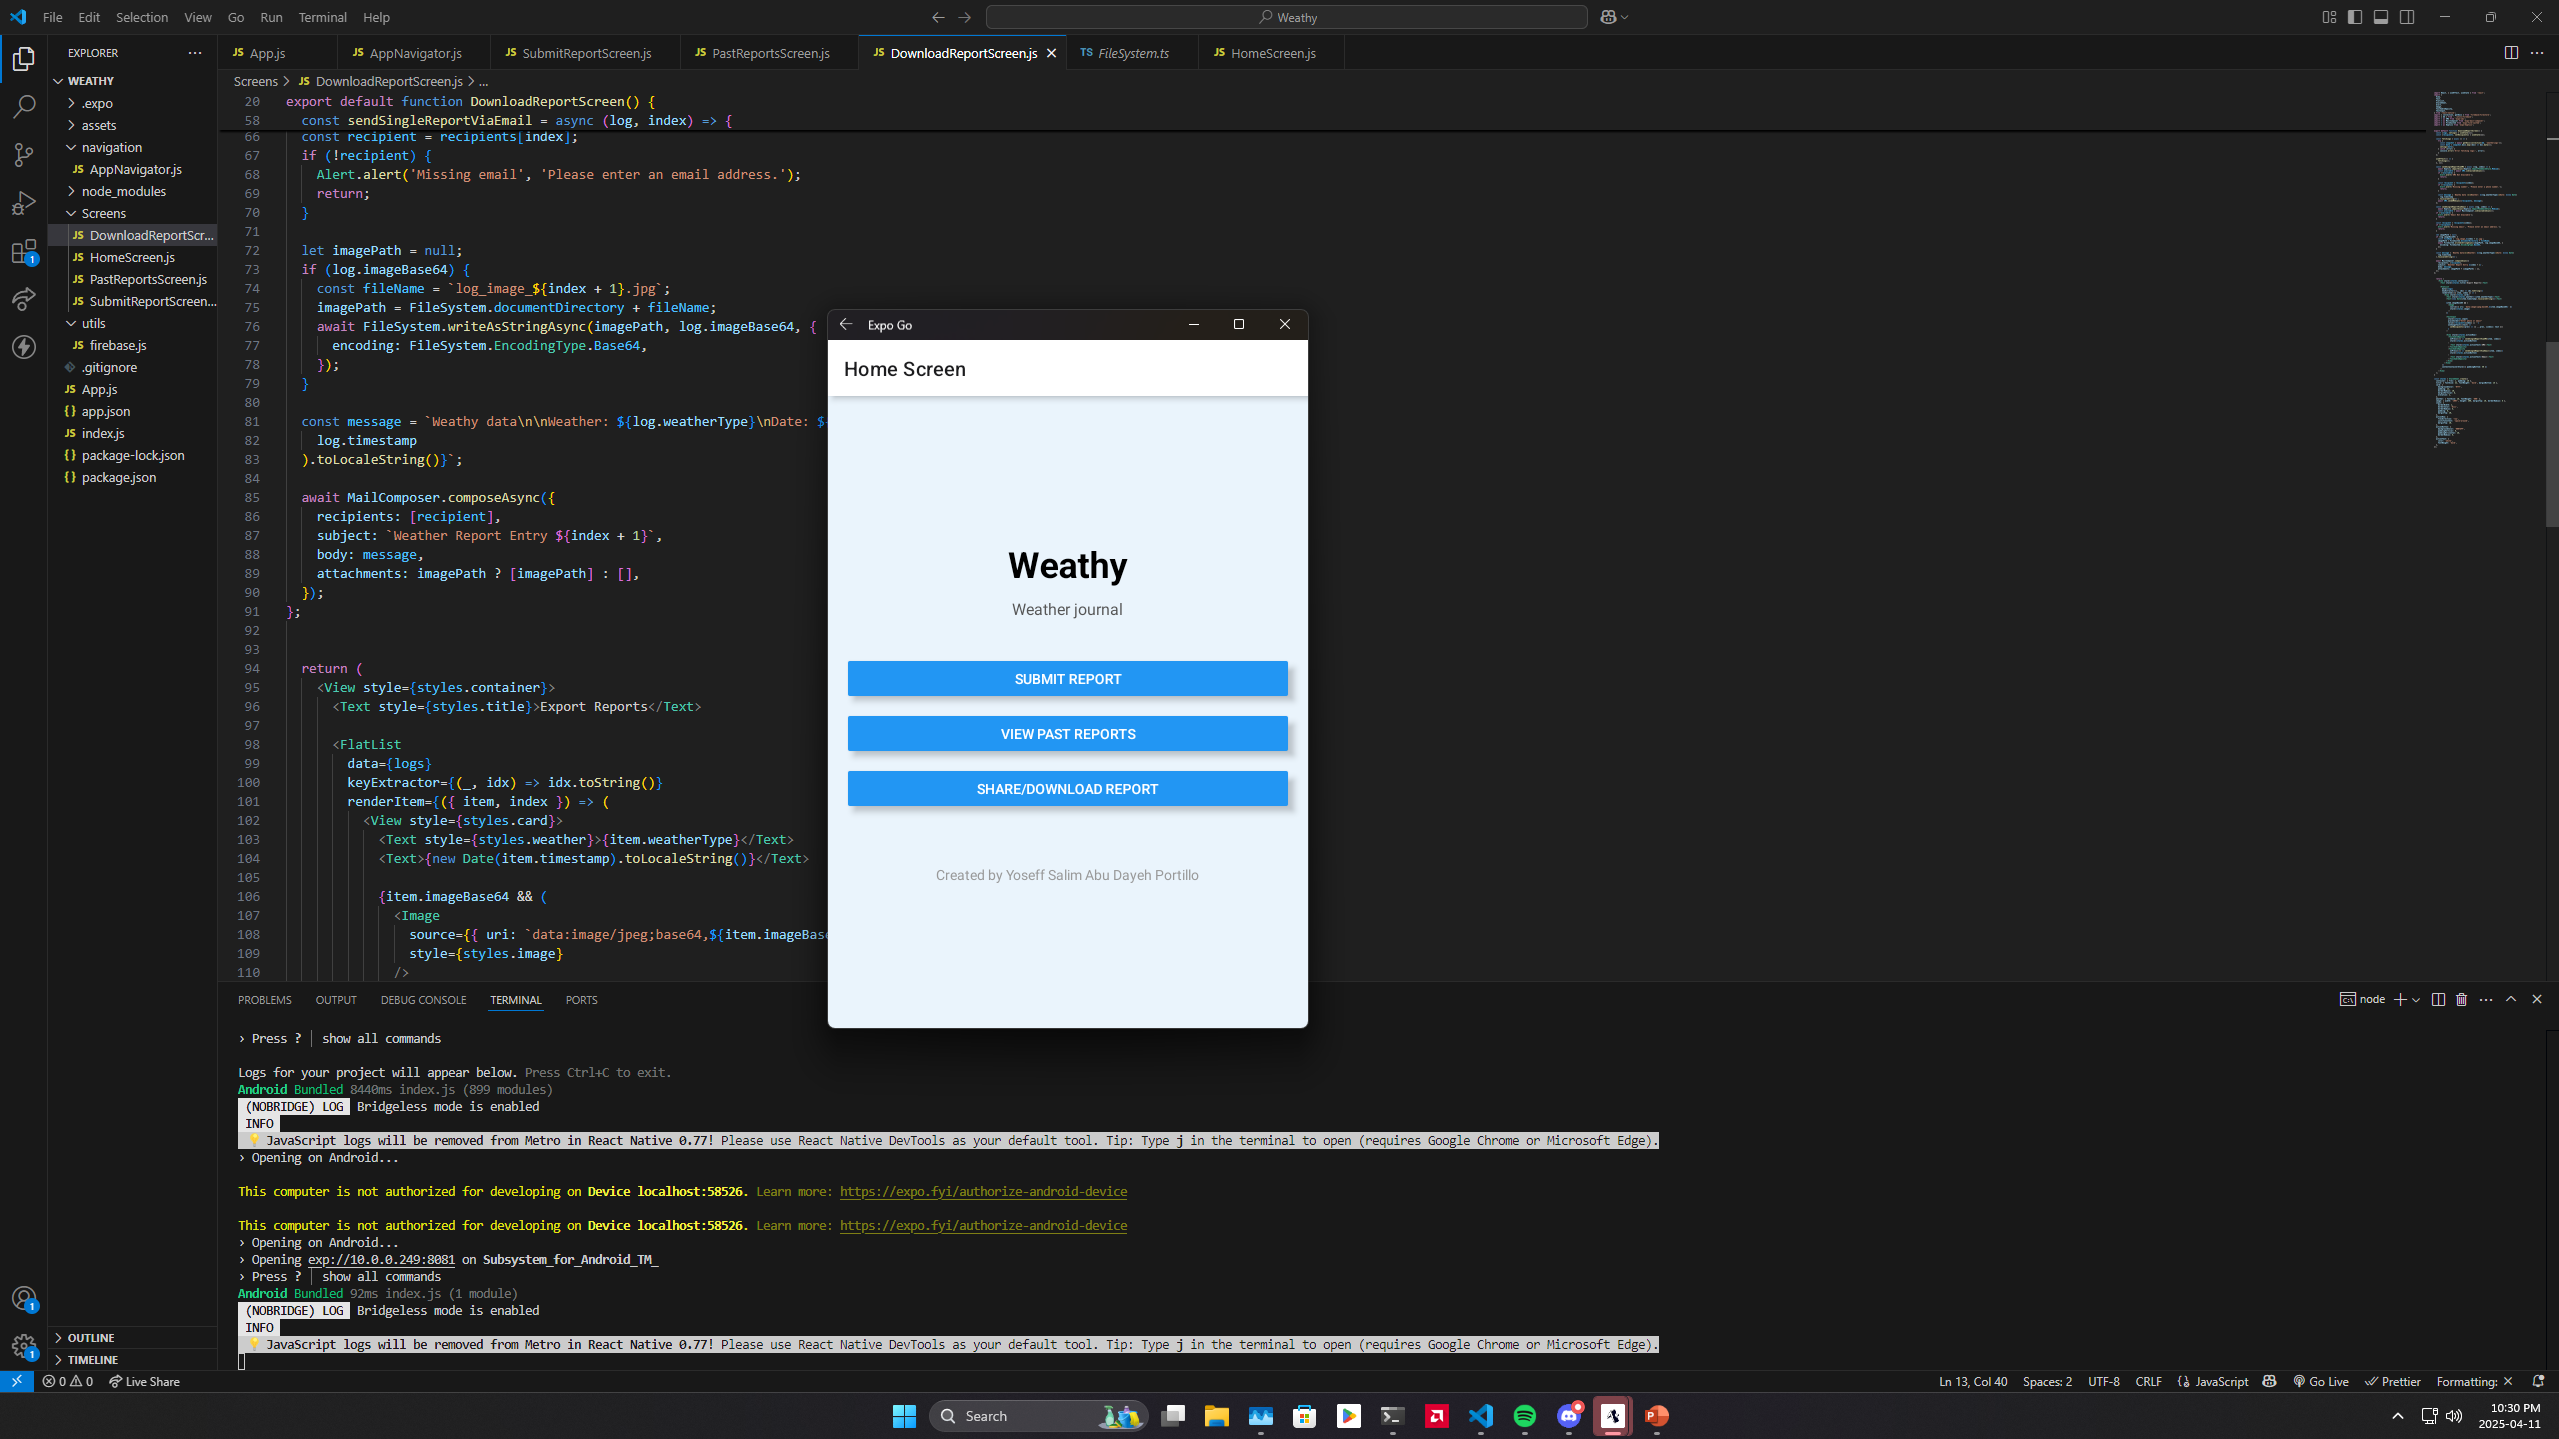 File Edit Selection View Go Run Terminal Help
Weathy
EXPLORER
WEATHY
.expo
assets
navigation
JS AppNavigator.js
node_modules
Screens
JS DownloadReportScr...
JS HomeScreen.js
JS PastReportsScreen.js
JS SubmitReportScreen...
utils
JS firebase.js
.gitignore
JS App.js
{} app.json
JS index.js
{} package-lock.json
{} package.json
OUTLINE
TIMELINE
JS App.js JS AppNavigator.js JS SubmitReportScreen.js JS PastReportsScreen.js JS DownloadReportScreen.js TS FileSystem.ts JS HomeScreen.js
Screens > JS DownloadReportScreen.js > ...
20 export default function DownloadReportScreen() {
58 const sendSingleReportViaEmail = async (log, index) => {
66 const recipient = recipients[index];
67 if (!recipient) {
68 Alert.alert('Missing email', 'Please enter an email address.');
69 return;
70 }
71
72 let imagePath = null;
73 if (log.imageBase64) {
74 const fileName = `log_image_${index + 1}.jpg`;
75 imagePath = FileSystem.documentDirectory + fileName;
76 await FileSystem.writeAsStringAsync(imagePath, log.imageBase64, {
77 encoding: FileSystem.EncodingType.Base64,
78 });
79 }
80
81 const message = `Weathy data\n\nWeather: ${log.weatherType}\nDate: $
82 log.timestamp
83 ).toLocaleString()}`;
84
85 await MailComposer.composeAsync({
86 recipients: [recipient],
87 subject: `Weather Report Entry ${index + 1}`,
88 body: message,
89 attachments: imagePath ? [imagePath] : [],
90 });
91 };
92
93
94 return (
95 <View style={styles.container}>
96 <Text style={styles.title}>Export Reports</Text>
97
98 <FlatList
99 data={logs}
100 keyExtractor={(_, idx) => idx.toString()}
101 renderItem={({ item, index }) => (
102 <View style={styles.card}>
103 <Text style={styles.weather}>{item.weatherType}</Text>
104 <Text>{new Date(item.timestamp).toLocaleString()}</Text>
105
106 {item.imageBase64 && (
107 <Image
108 source={{ uri: `data:image/jpeg;base64,${item.imageBas
109 style={styles.image}
110 />
Expo Go
Home Screen
Weathy
Weather journal
SUBMIT REPORT
VIEW PAST REPORTS
SHARE/DOWNLOAD REPORT
Created by Yoseff Salim Abu Dayeh Portillo
PROBLEMS OUTPUT DEBUG CONSOLE TERMINAL PORTS
node
› Press ? │ show all commands
Logs for your project will appear below. Press Ctrl+C to exit.
Android Bundled 8440ms index.js (899 modules)
(NOBRIDGE) LOG Bridgeless mode is enabled
INFO
💡 JavaScript logs will be removed from Metro in React Native 0.77! Please use React Native DevTools as your default tool. Tip: Type j in the terminal to open (requires Google Chrome or Microsoft Edge).
› Opening on Android...
This computer is not authorized for developing on Device localhost:58526. Learn more: https://expo.fyi/authorize-android-device
This computer is not authorized for developing on Device localhost:58526. Learn more: https://expo.fyi/authorize-android-device
› Opening on Android...
› Opening exp://10.0.0.249:8081 on Subsystem_for_Android_TM_
› Press ? │ show all commands
Android Bundled 92ms index.js (1 module)
(NOBRIDGE) LOG Bridgeless mode is enabled
INFO
💡 JavaScript logs will be removed from Metro in React Native 0.77! Please use React Native DevTools as your default tool. Tip: Type j in the terminal to open (requires Google Chrome or Microsoft Edge).
0 0 Live Share
Ln 13, Col 40 Spaces: 2 UTF-8 CRLF {} JavaScript Go Live Prettier Formatting: ×
Search
10:30 PM
2025-04-11